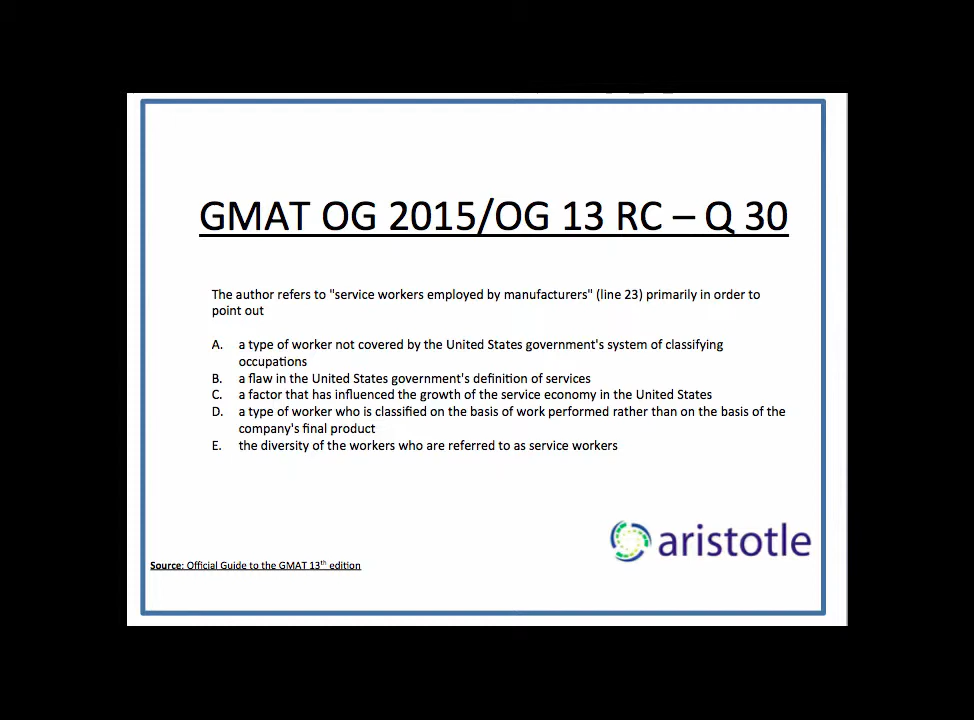 GMAT OG 2015/OG 13 RC – Q 30
The author refers to "service workers employed by manufacturers" (line 23) primarily in order to
point out
A. a type of worker not covered by the United States government's system of classifying
occupations
B. a flaw in the United States government's definition of services
C. a factor that has influenced the growth of the service economy in the United States
D. a type of worker who is classified on the basis of work performed rather than on the basis of the
company's final product
E. the diversity of the workers who are referred to as service workers
aristotle
Source: Official Guide to the GMAT 13th edition